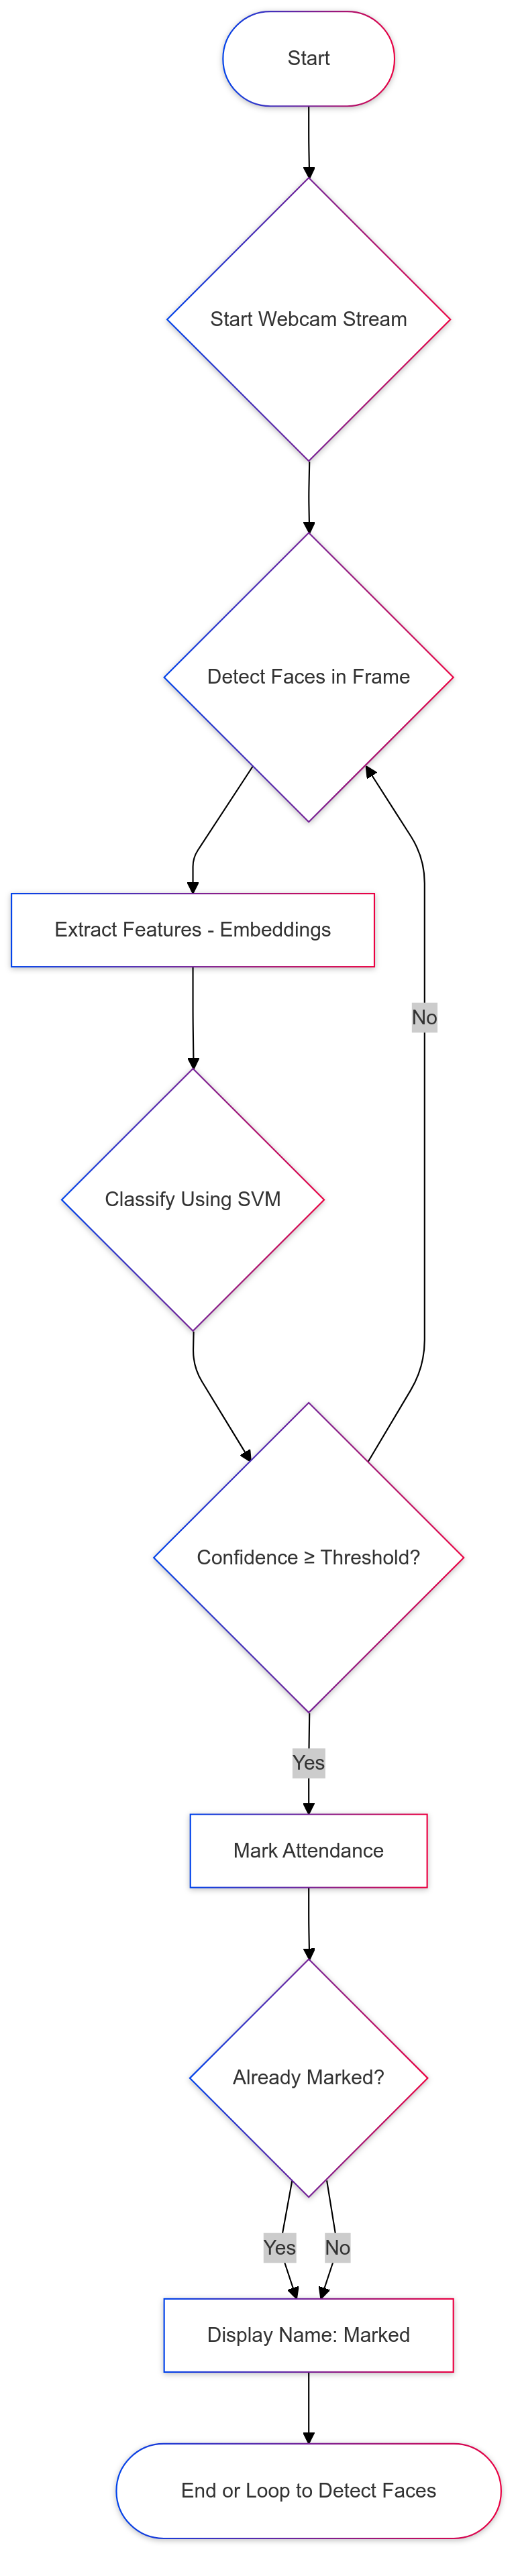 Start
Start Webcam Stream
Detect Faces in Frame
Extract Features - Embeddings
No
Classify Using SVM
Confidence ≥ Threshold?
Yes
Mark Attendance
Already Marked?
Yes
No
Display Name: Marked
End or Loop to Detect Faces